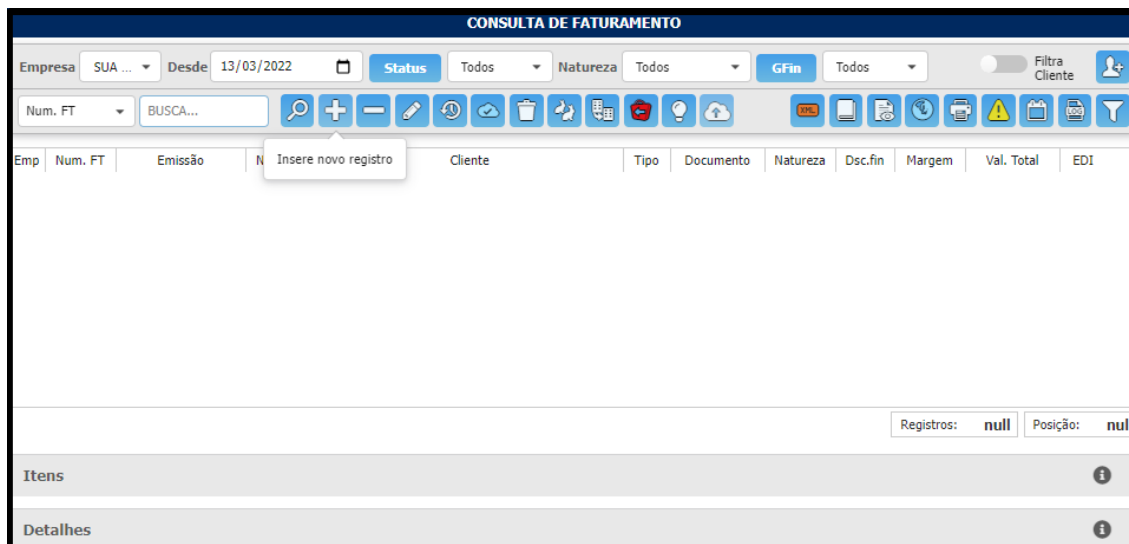 CONSULTA DE FATURAMENTO
Empresa SUA ... Desde 13/03/2022 Status Todos Natureza Todos GFin Todos Filtra
Cliente
Num. FT BUSCA... XML LOG
Insere novo registro
Emp Num. FT Emissão N Cliente Tipo Documento Natureza Dsc.fin Margem Val. Total EDI
Registros: null Posição: nul
Itens
Detalhes